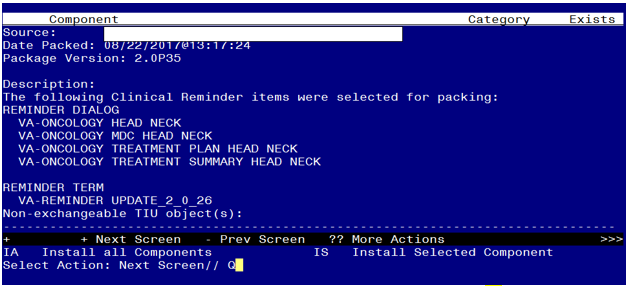 Component Category Exists
Source:
Date Packed: 08/22/2017@13:17:24
Package Version: 2.0P35
Description:
The following Clinical Reminder items were selected for packing:
REMINDER DIALOG
VA-ONCOLOGY HEAD NECK
VA-ONCOLOGY MDC HEAD NECK
VA-ONCOLOGY TREATMENT PLAN HEAD NECK
VA-ONCOLOGY TREATMENT SUMMARY HEAD NECK
REMINDER TERM
VA-REMINDER UPDATE_2_0_26
Non-exchangeable TIU object(s):
--------------------------------------------------------------------------------
+ + Next Screen - Prev Screen ?? More Actions >>>
IA Install all Components IS Install Selected Component
Select Action: Next Screen// Q